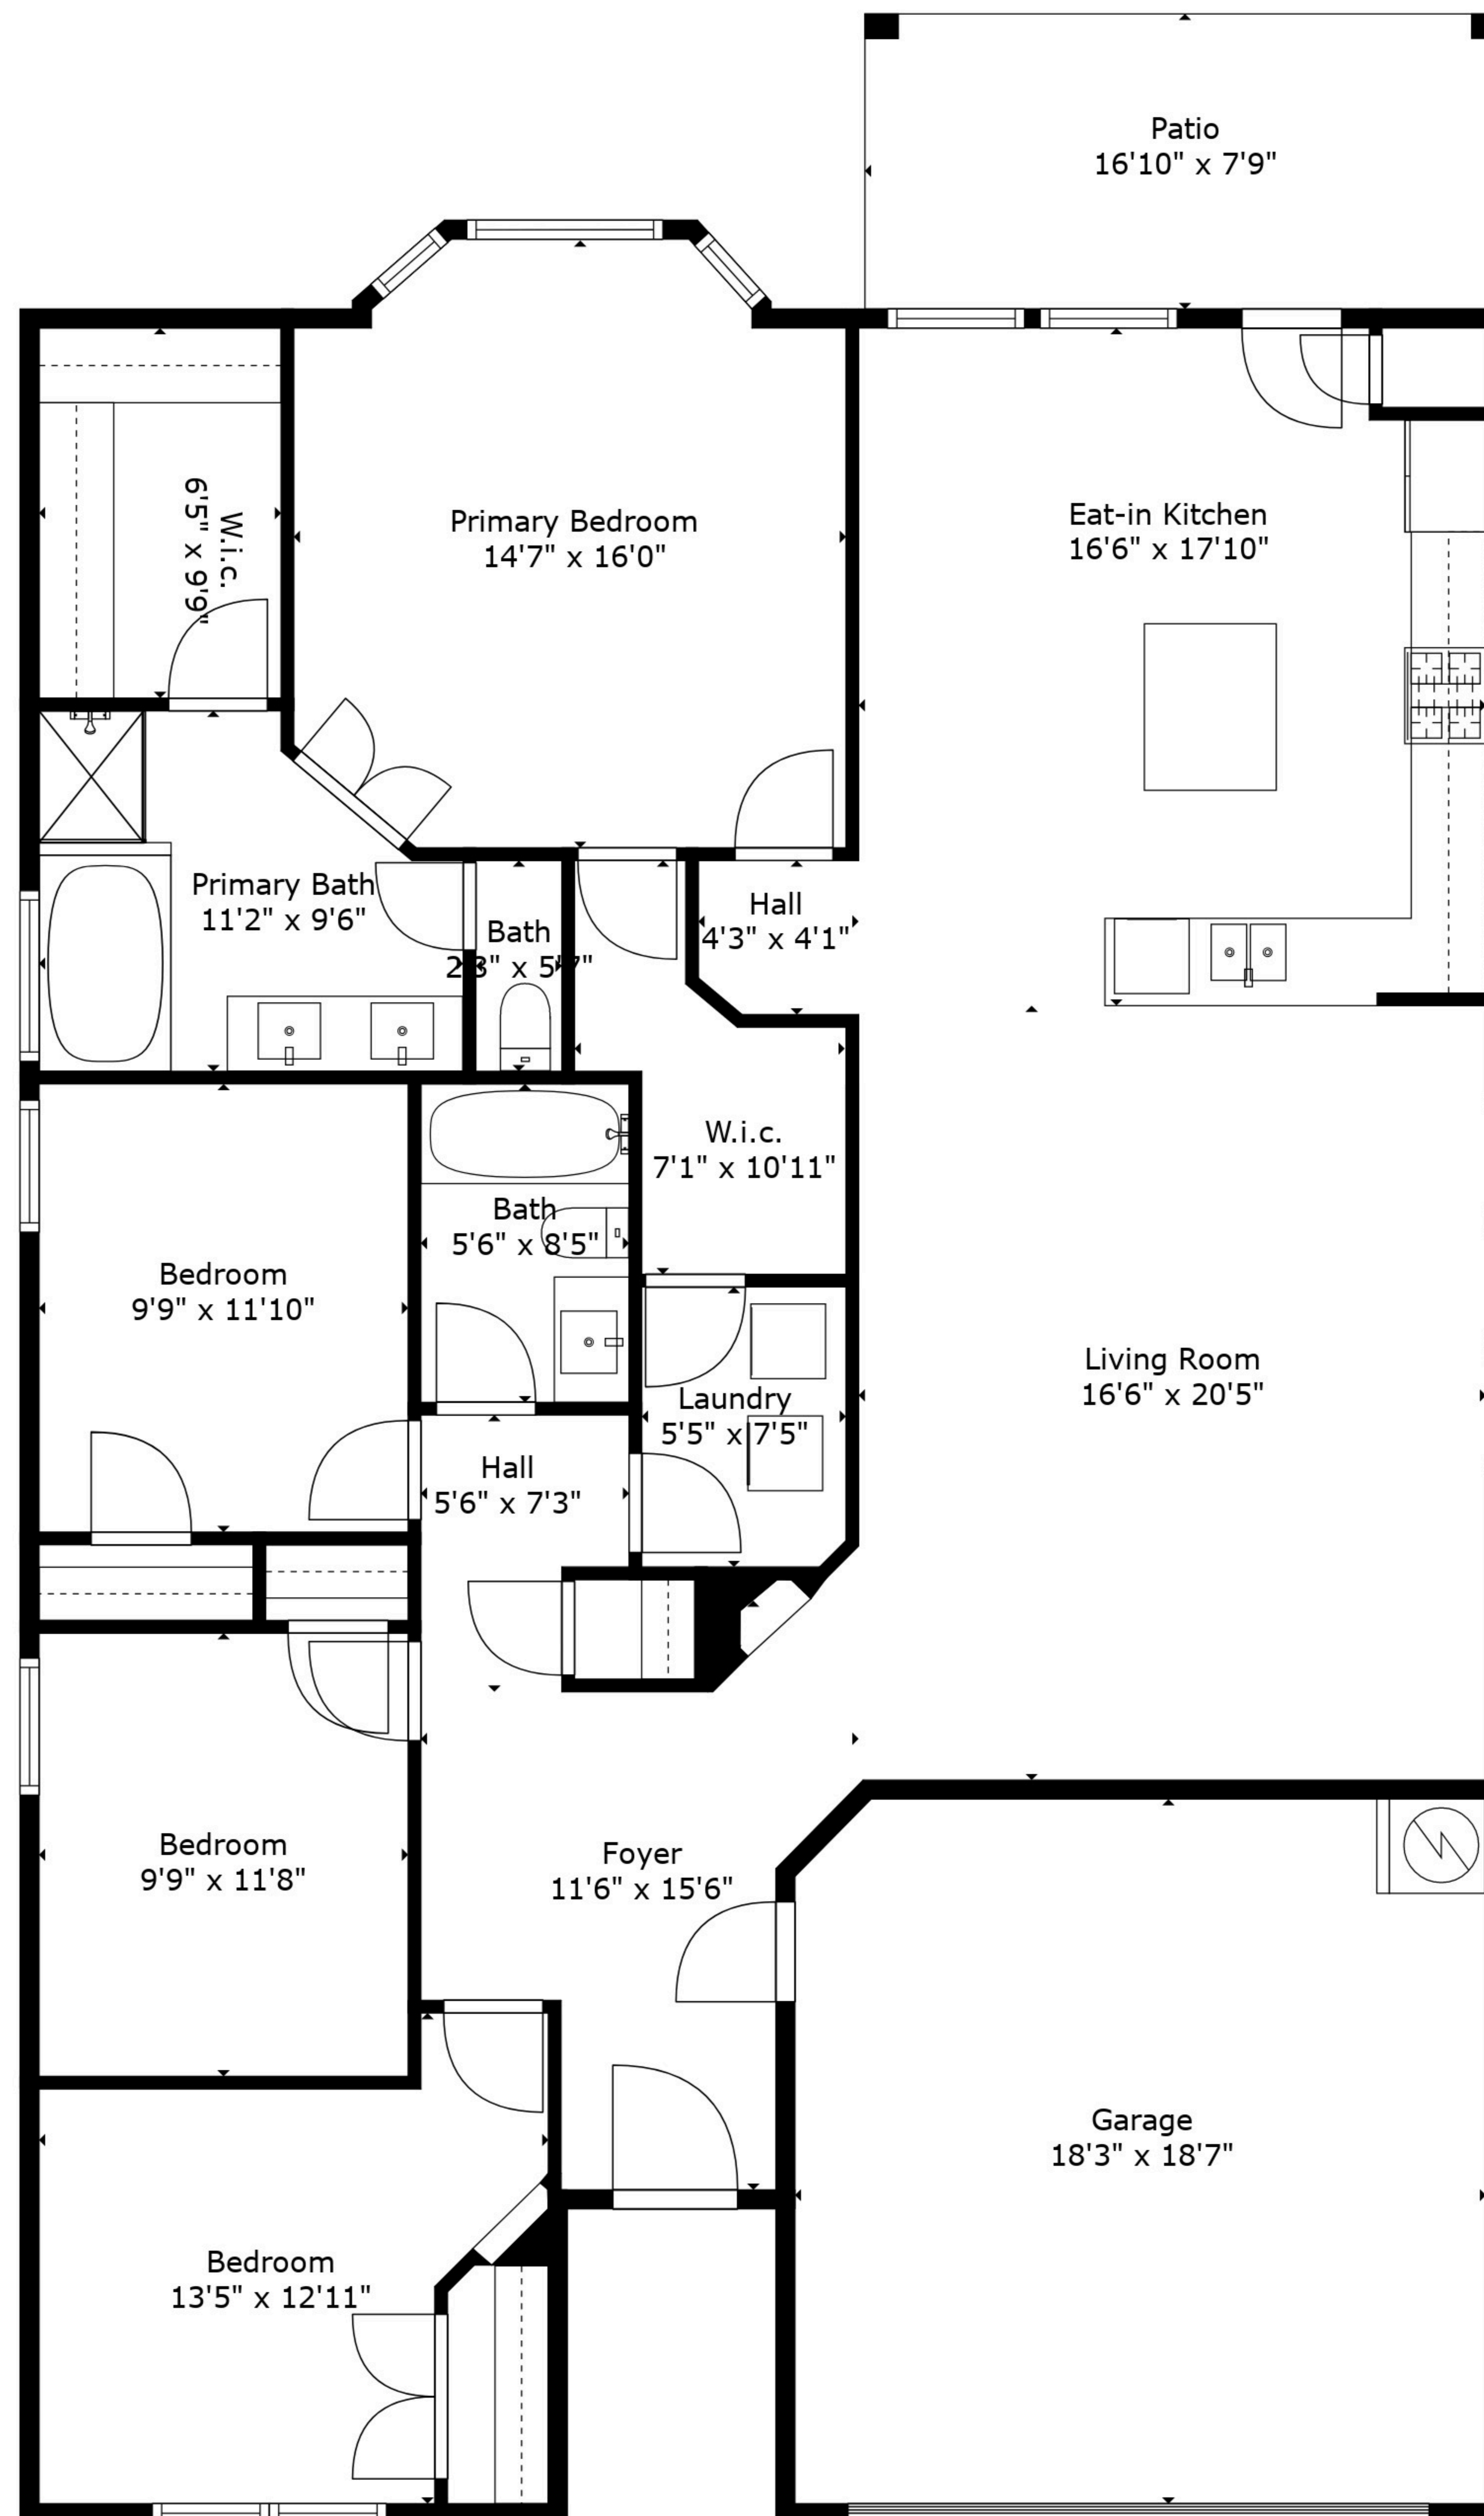 Patio
16'10" x 7'9"
W.i.c.
6'5" x 9'9"
Primary Bedroom
14'7" x 16'0"
Eat-in Kitchen
16'6" x 17'10"
Primary Bath
11'2" x 9'6"
Bath
2'8" x 5'7"
Hall
4'3" x 4'1"
W.i.c.
7'1" x 10'11"
Bath
5'6" x 8'5"
Bedroom
9'9" x 11'10"
Living Room
16'6" x 20'5"
Laundry
5'5" x 7'5"
Hall
5'6" x 7'3"
Bedroom
9'9" x 11'8"
Foyer
11'6" x 15'6"
Garage
18'3" x 18'7"
Bedroom
13'5" x 12'11"